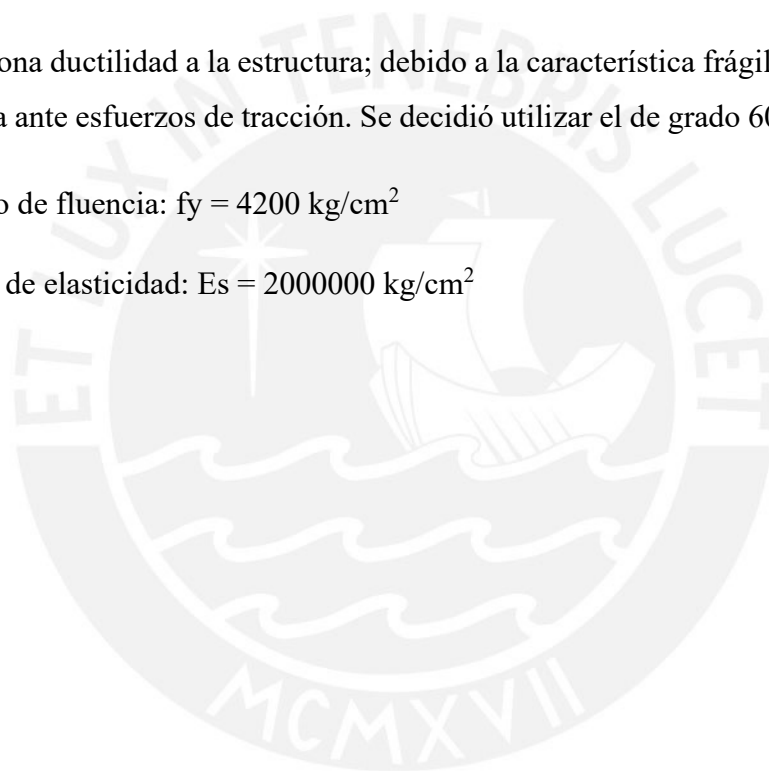 ona ductilidad a la estructura; debido a la característica frágil
a ante esfuerzos de tracción. Se decidió utilizar el de grado 60
o de fluencia: fy = 4200 kg/cm²
de elasticidad: Es = 2000000 kg/cm²
ET LUX IN TENEBRIS LUCET
MCMXVII